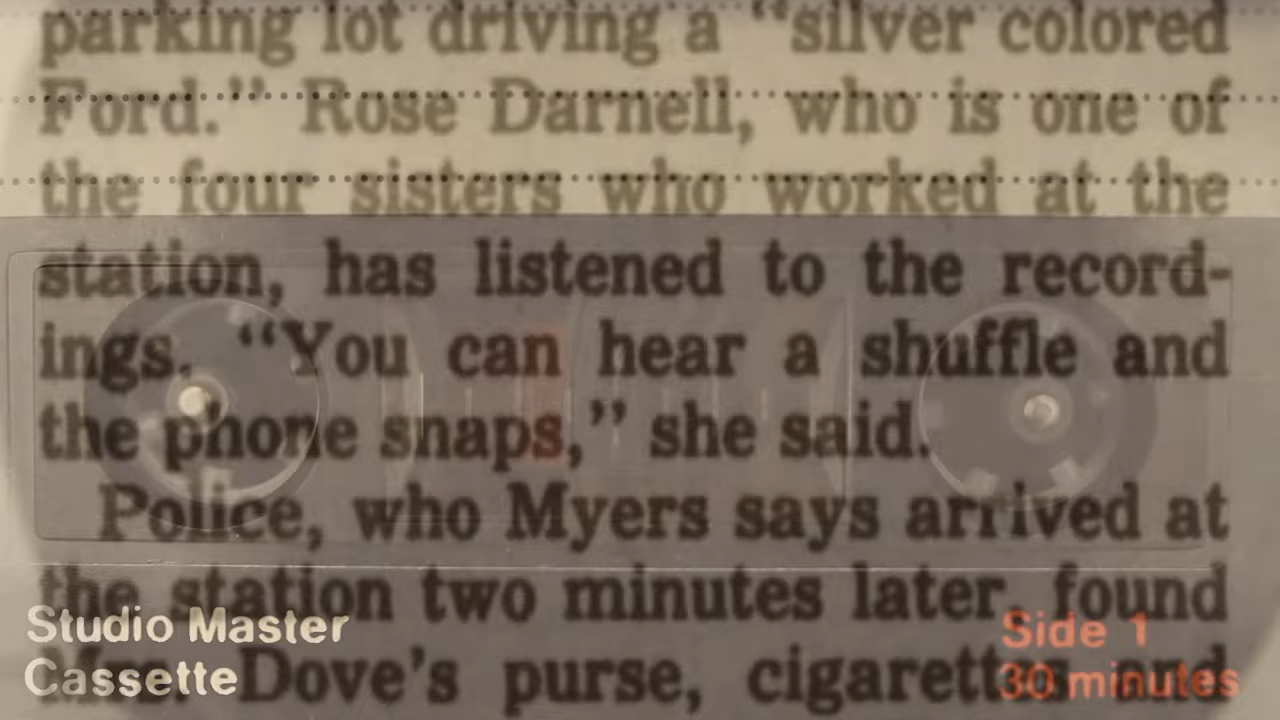 parking lot driving a “silver colored
Ford.” Rose Darnell, who is one of
the four sisters who worked at the
station, has listened to the record-
ings. “You can hear a shuffle and
the phone snaps,” she said.
Police, who Myers says arrived at
the station two minutes later, found
Mrs. Dove’s purse, cigarettes and
Studio Master
Cassette
Side 1
30 minutes